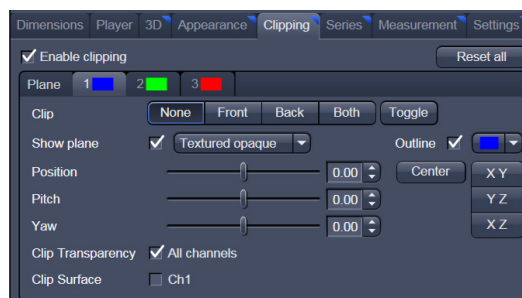 Dimensions Player 3D Appearance Clipping Series Measurement Settings
Enable clipping Reset all
Plane 1 2 3
Clip None Front Back Both Toggle
Show plane Textured opaque Outline
Position 0.00 Center X Y
Pitch 0.00 Y Z
Yaw 0.00 X Z
Clip Transparency All channels
Clip Surface Ch1